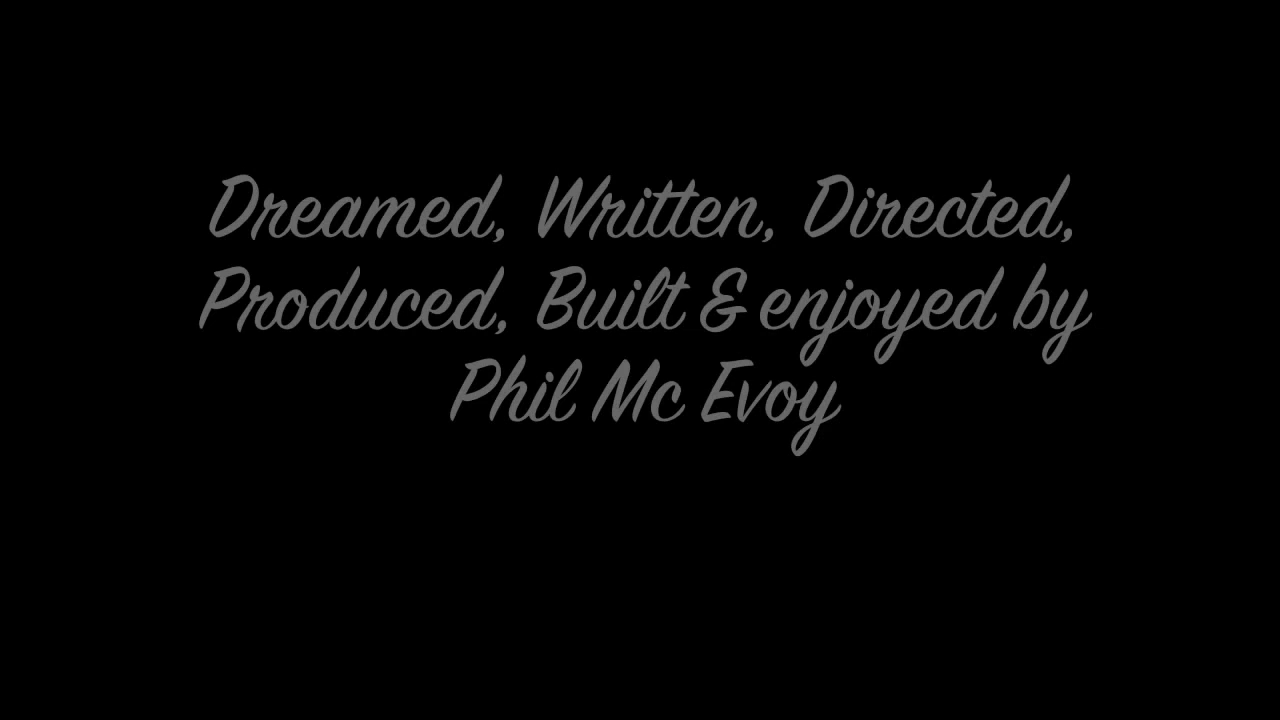 Dreamed, Written, Directed,
Produced, Built & enjoyed by
Phil Mc Evoy